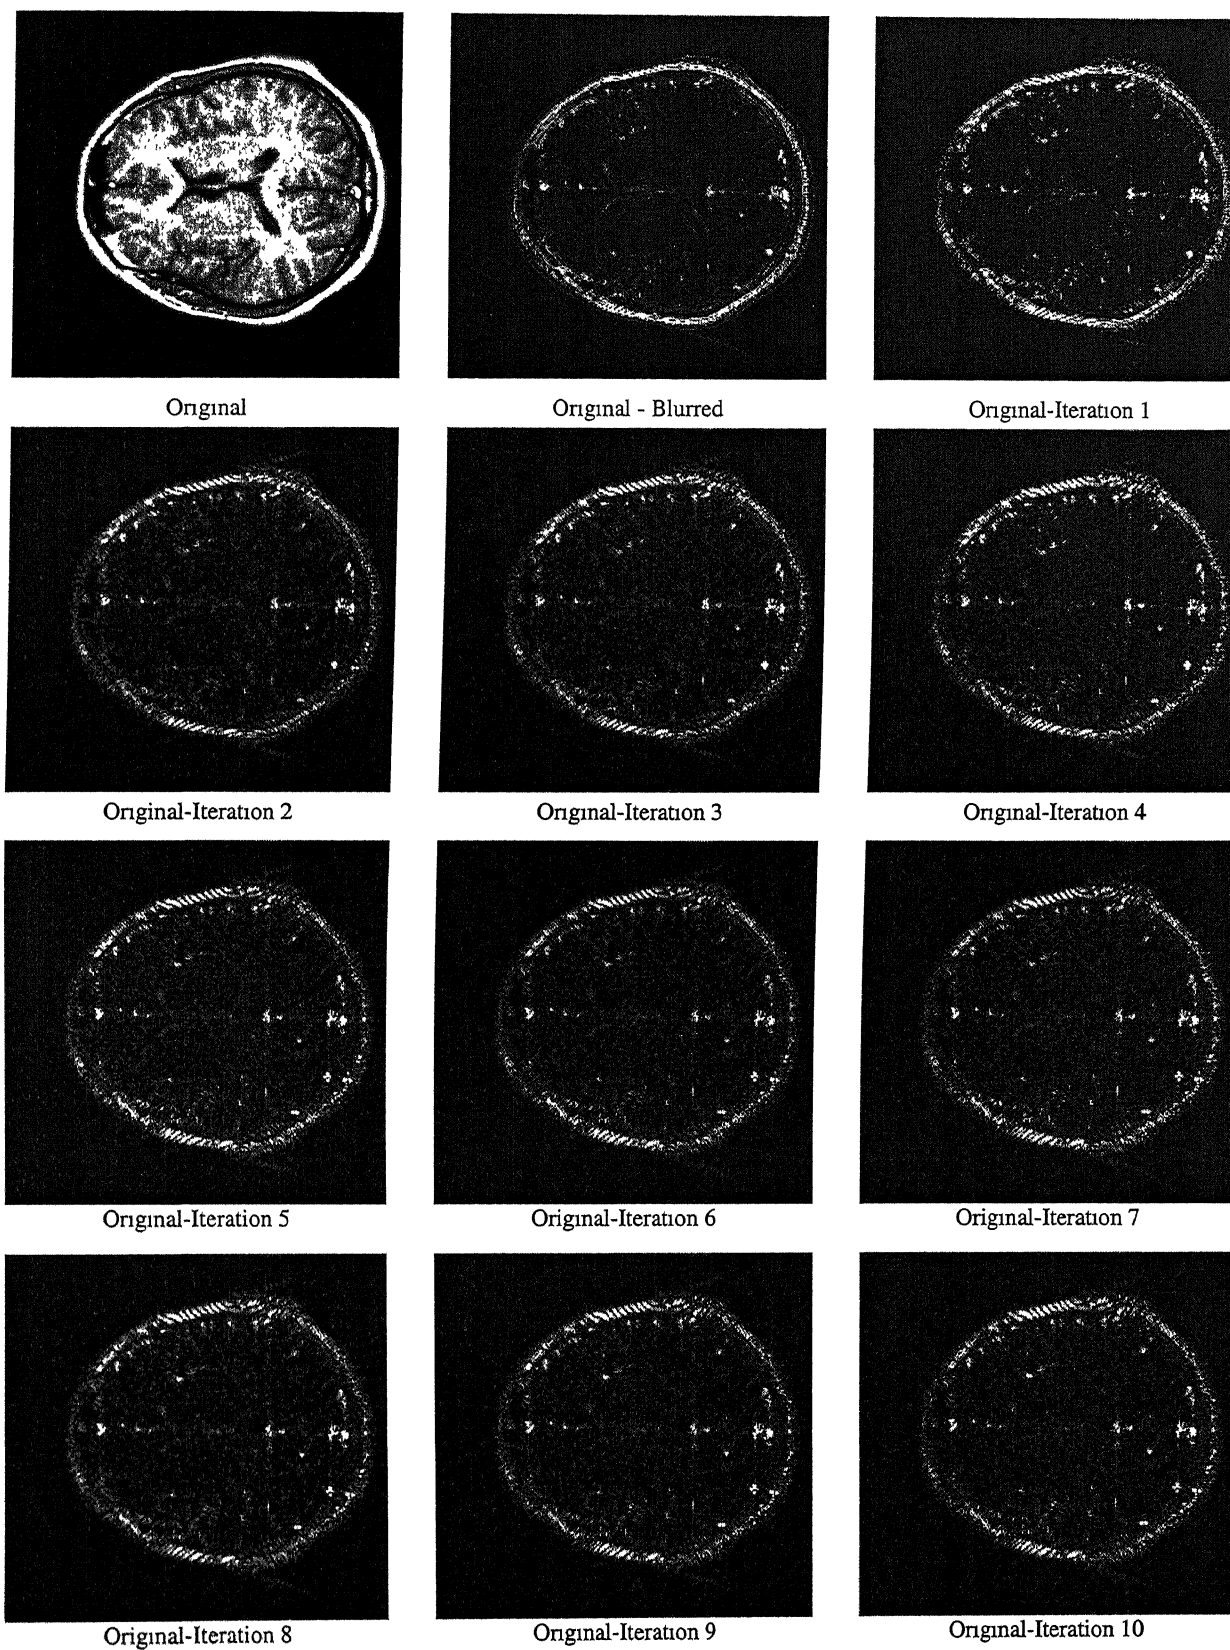 Original
Original - Blurred
Original-Iteration 1
Original-Iteration 2
Original-Iteration 3
Original-Iteration 4
Original-Iteration 5
Original-Iteration 6
Original-Iteration 7
Original-Iteration 8
Original-Iteration 9
Original-Iteration 10